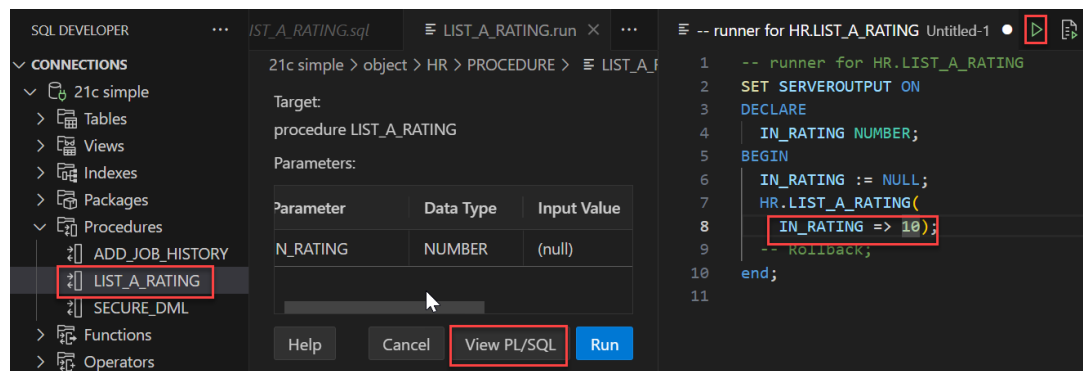 SQL DEVELOPER ...
CONNECTIONS
21c simple
Tables
Views
Indexes
Packages
Procedures
ADD_JOB_HISTORY
LIST_A_RATING
SECURE_DML
Functions
Operators
IST_A_RATING.sql LIST_A_RATING.run × ...
21c simple > object > HR > PROCEDURE > LIST_A_F
Target:
procedure LIST_A_RATING
Parameters:
Parameter Data Type Input Value
N_RATING NUMBER (null)
Help Cancel View PL/SQL Run
-- runner for HR.LIST_A_RATING Untitled-1
1 -- runner for HR.LIST_A_RATING
2 SET SERVEROUTPUT ON
3 DECLARE
4 IN_RATING NUMBER;
5 BEGIN
6 IN_RATING := NULL;
7 HR.LIST_A_RATING(
8 IN_RATING => 10);
9 -- Rollback;
10 end;
11